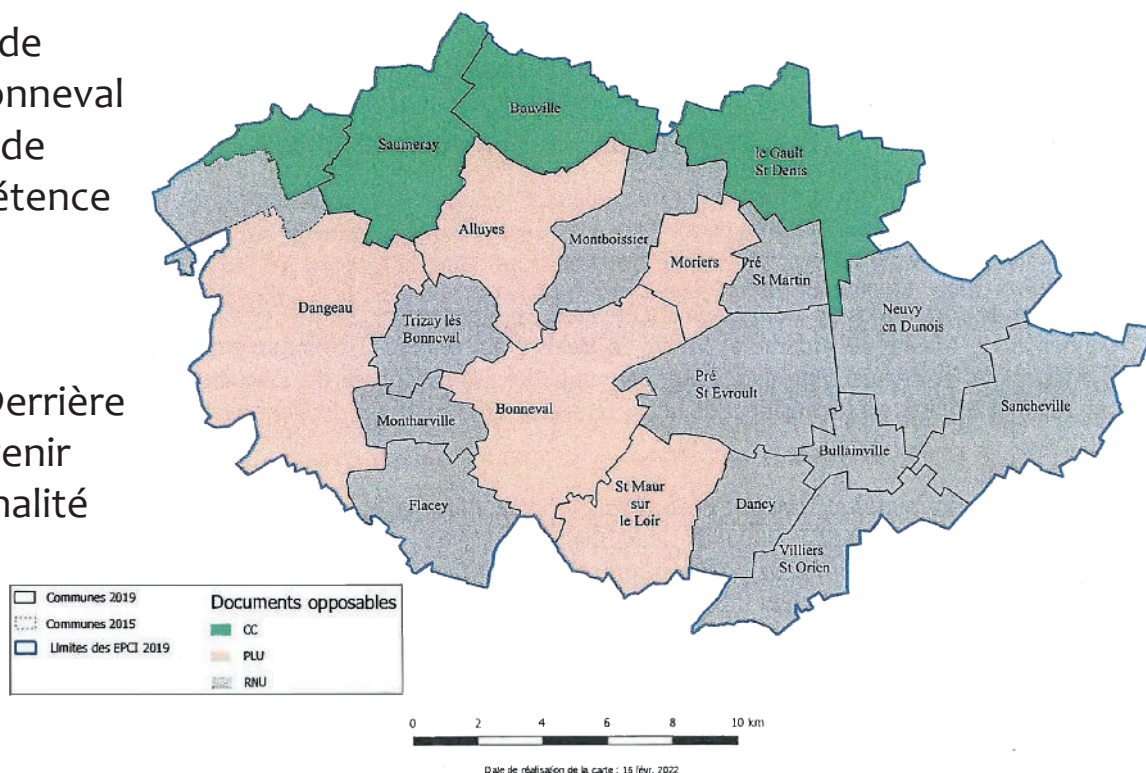 de
onneval
de
étence
Derrière
enir
nalité
Bouville
Saumeray
le Gault
St Denis
Alluyes
Montboissier
Moriers
Pré
St Martin
Dangeau
Trizay lès
Bonneval
Neuvy
en Dunois
Pré
St Evroult
Bonneval
Sancheville
Montharville
Bullainville
St Maur
sur
le Loir
Flacey
Dancy
Villiers
St Orien
Communes 2019
Communes 2015
Limites des EPCI 2019
Documents opposables
CC
PLU
RNU
0 2 4 6 8 10 km
Date de réalisation de la carte : 16 févr. 2022